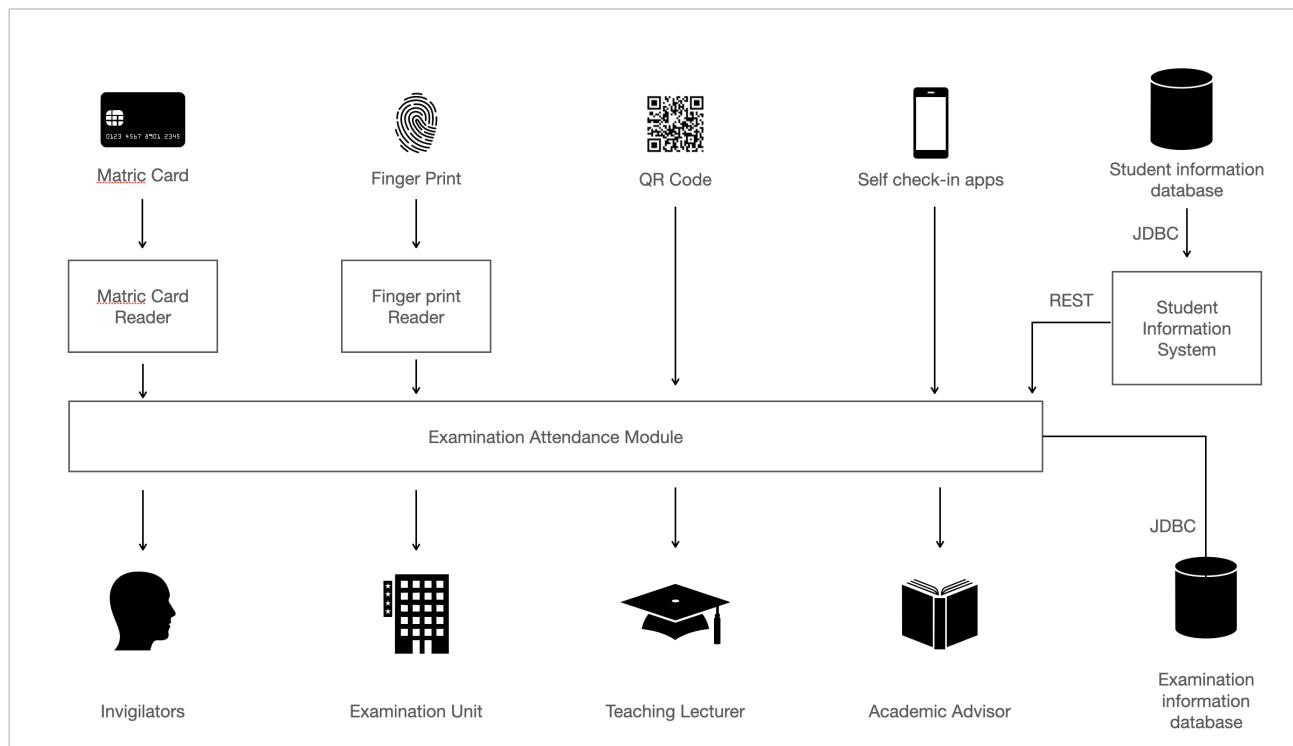 0123 4567 8901 2345
Matric Card
Finger Print
QR Code
Self check-in apps
Student information
database
JDBC
Matric Card
Reader
Finger print
Reader
REST
Student
Information
System
Examination Attendance Module
JDBC
Invigilators
Examination Unit
Teaching Lecturer
Academic Advisor
Examination
information
database